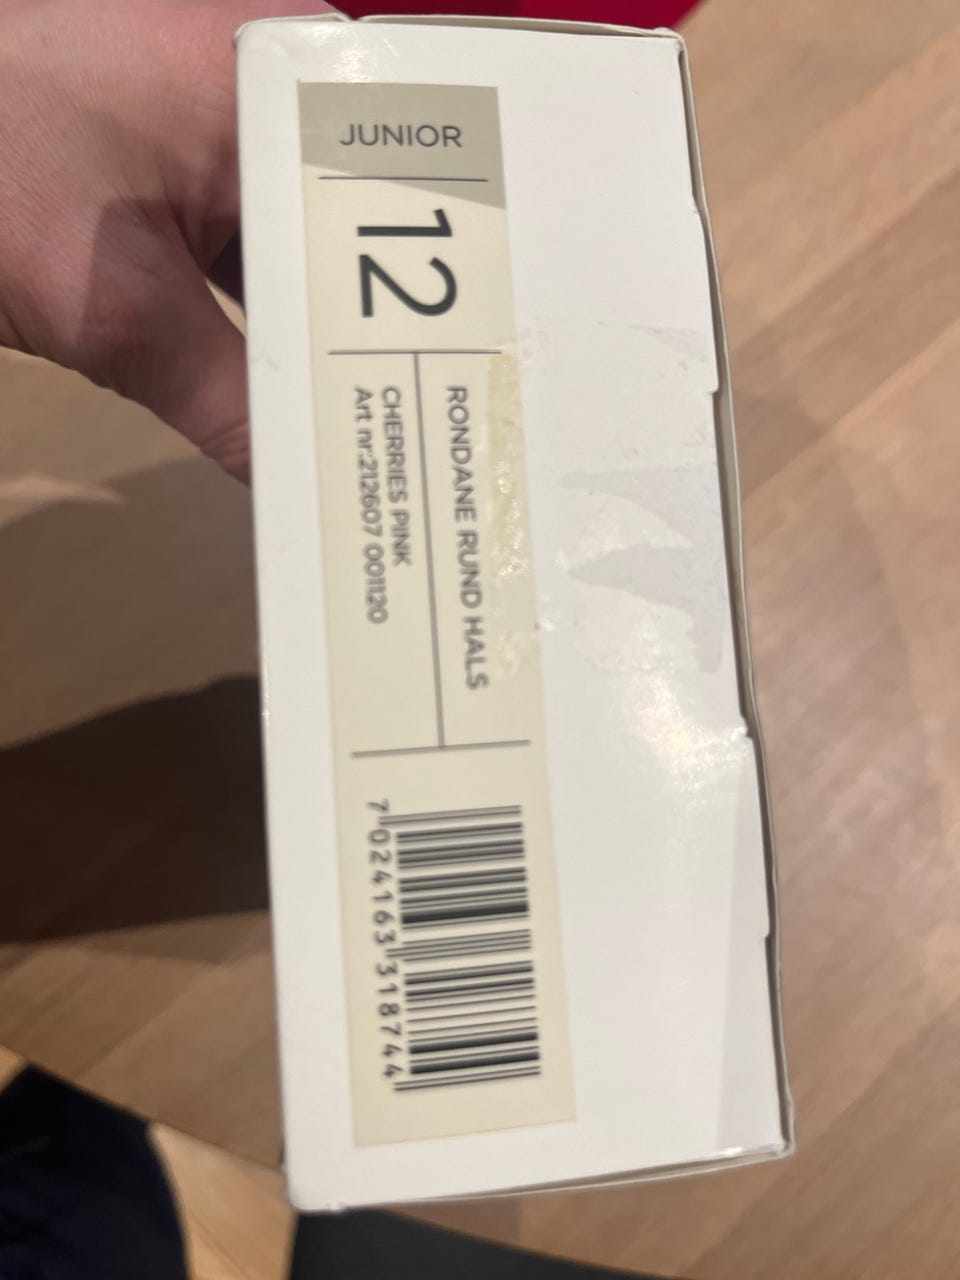 JUNIOR
12
RONDANE RUND HALS
CHERRIES PINK
Art nr:212607 001120
7 024163 318744